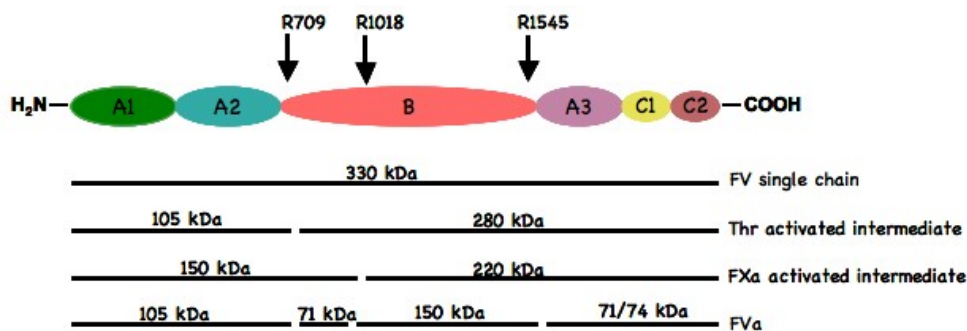 R709 R1018 R1545
H₂N A1 A2 B A3 C1 C2 COOH
330 kDa
FV single chain
105 kDa 280 kDa
Thr activated intermediate
150 kDa 220 kDa
FXa activated intermediate
105 kDa 71 kDa 150 kDa 71/74 kDa
FVa